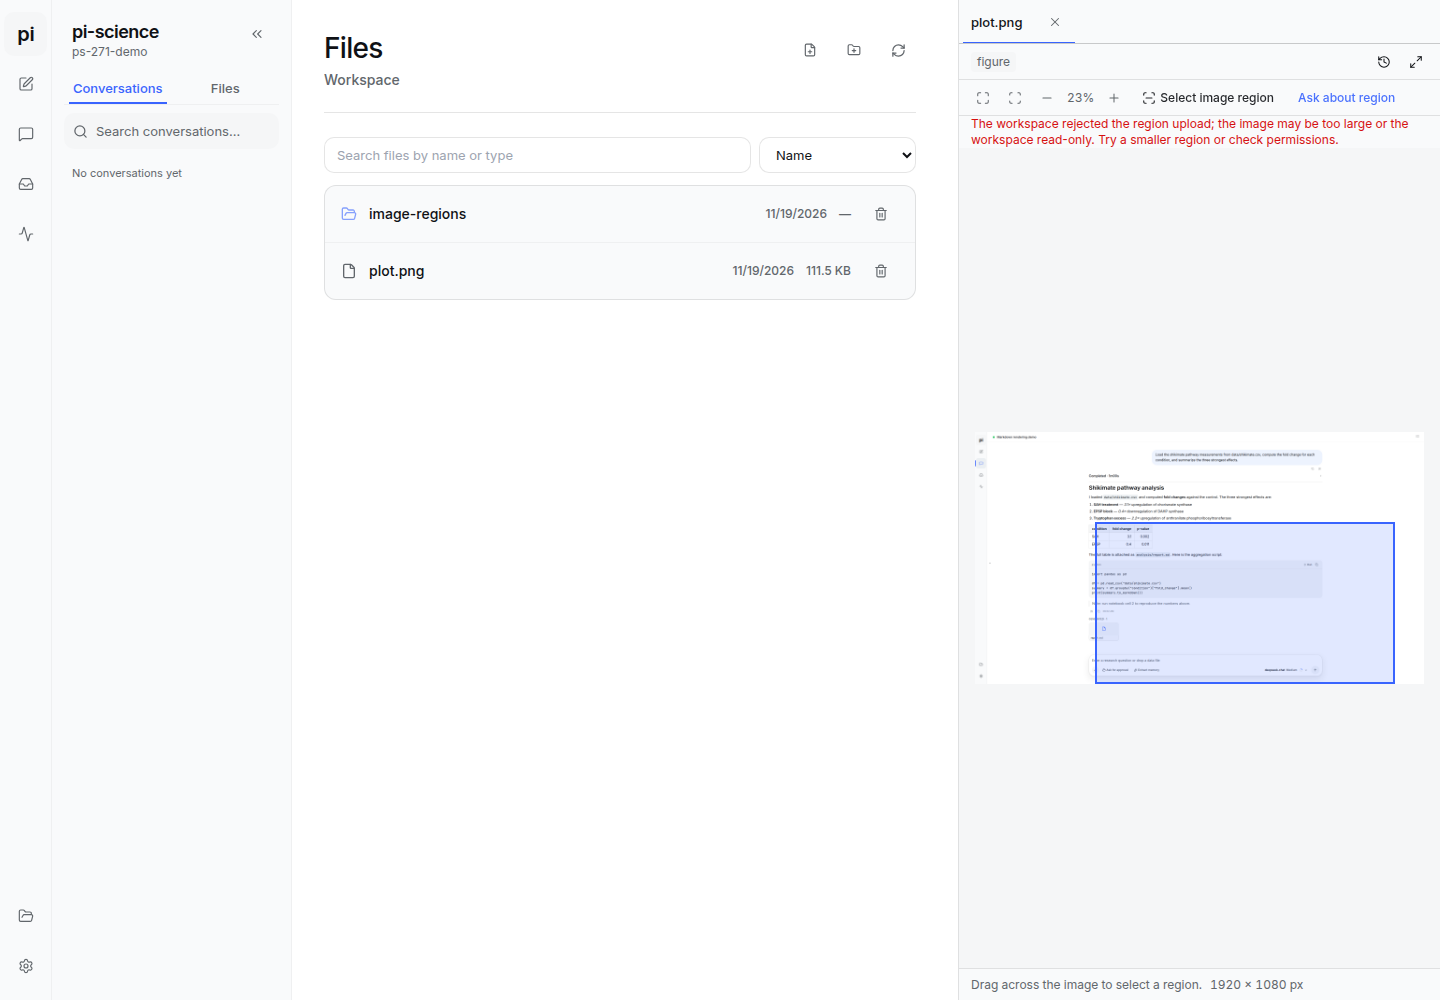 pi
pi-science
ps-271-demo
Conversations
Files
Search conversations...
No conversations yet
Files
Workspace
Search files by name or type
Name
image-regions
11/19/2026
—
plot.png
11/19/2026
111.5 KB
plot.png
figure
23%
Select image region
Ask about region
The workspace rejected the region upload; the image may be too large or the
workspace read-only. Try a smaller region or check permissions.
Shikimate pathway analysis
Drag across the image to select a region.
1920 × 1080 px